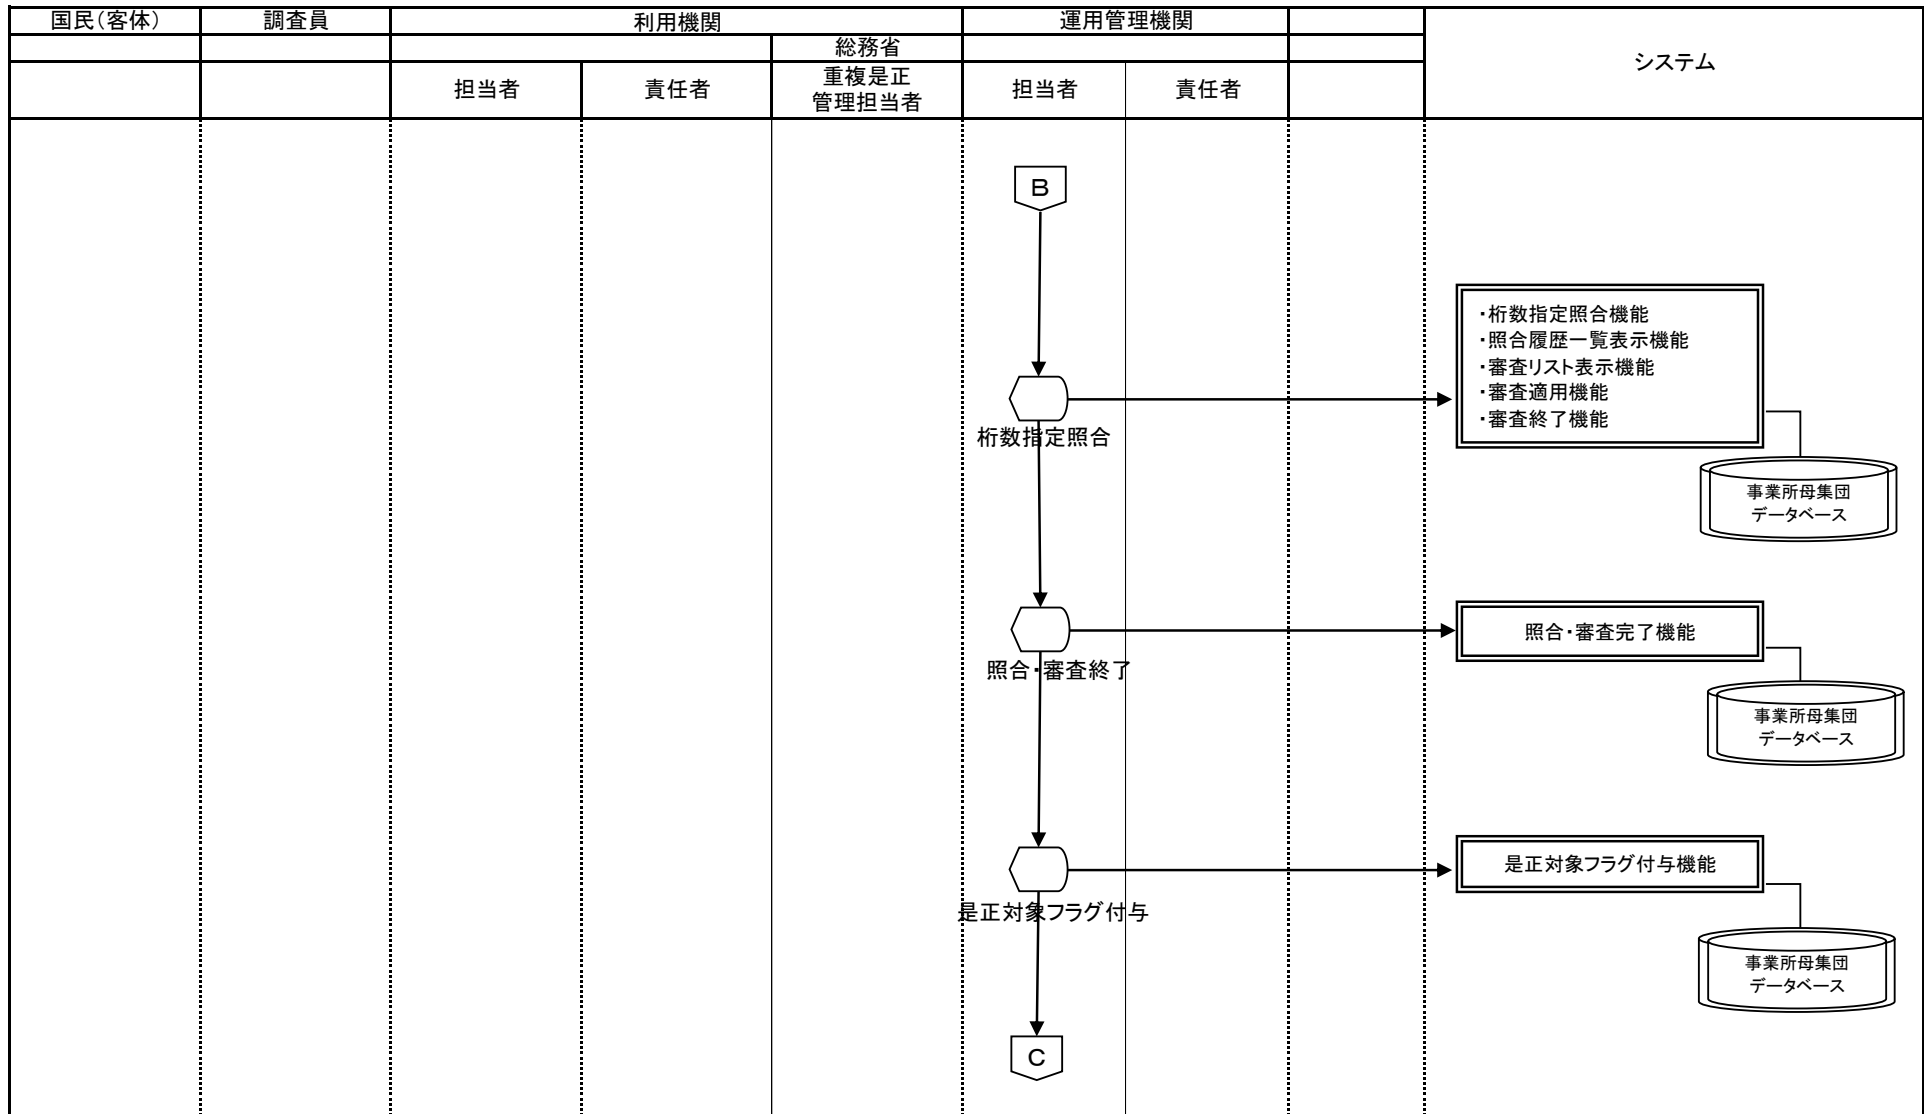 国民(客体)
調査員
利用機関
運用管理機関
システム
総務省
担当者
責任者
重複是正
管理担当者
担当者
責任者
B
・桁数指定照合機能
・照合履歴一覧表示機能
・審査リスト表示機能
・審査適用機能
・審査終了機能
桁数指定照合
事業所母集団
データベース
照合・審査完了機能
照合・審査終了
事業所母集団
データベース
是正対象フラグ付与機能
是正対象フラグ付与
事業所母集団
データベース
C